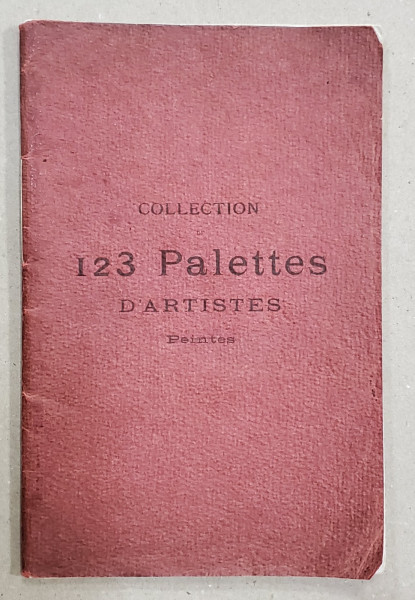 COLLECTION
123 Palettes
D'ARTISTES
Peintes